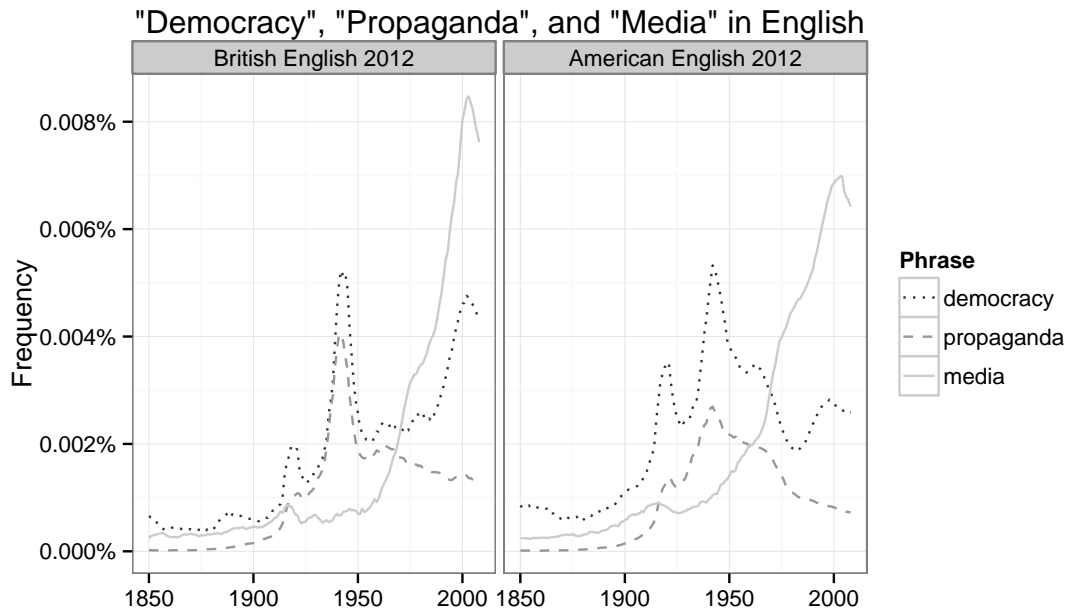 "Democracy", "Propaganda", and "Media" in English
British English 2012
American English 2012
Frequency
0.008%
0.006%
0.004%
0.002%
0.000%
1850 1900 1950 2000
1850 1900 1950 2000
Phrase
democracy
propaganda
media